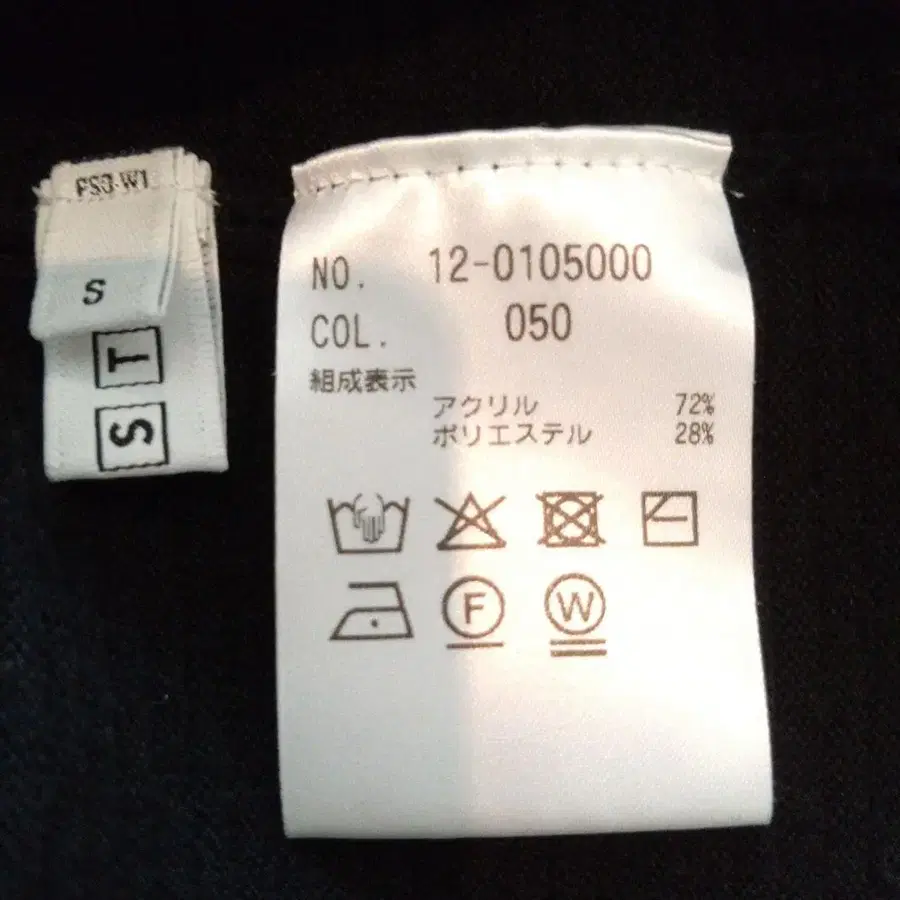 PS0-W1
S
T
S
NO. 12-0105000
COL. 050
組成表示
アクリル 72%
ポリエステル 28%
F
W